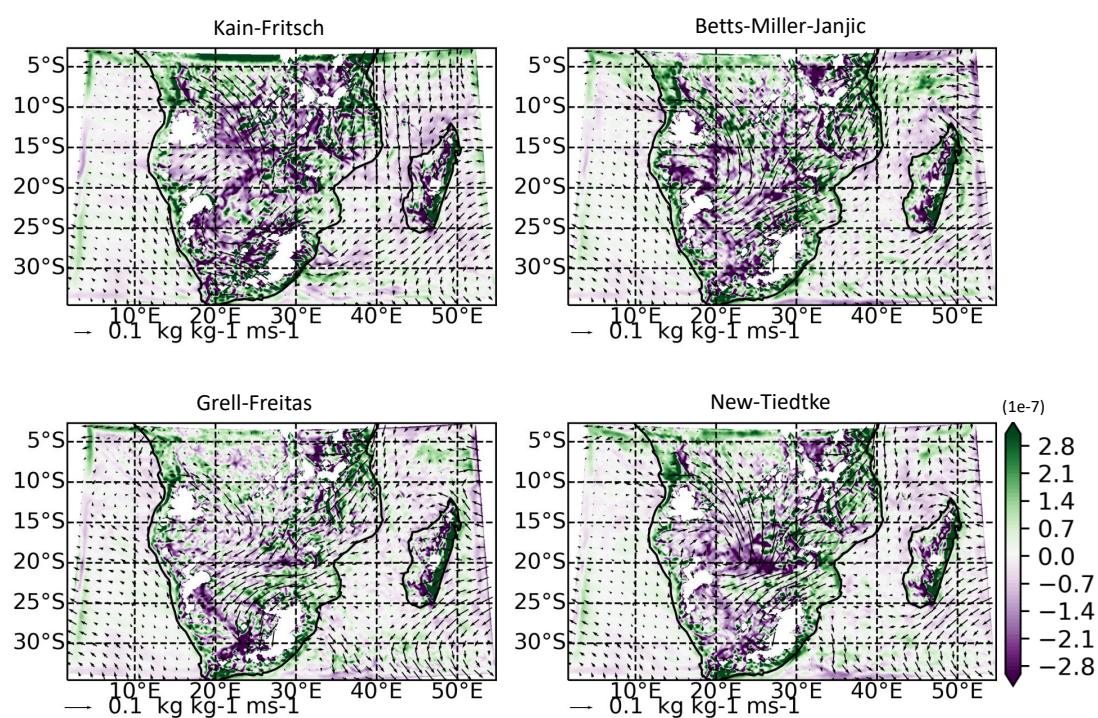 Kain-Fritsch
Betts-Miller-Janjic
5°S
10°S
15°S
20°S
25°S
30°S
10°E 20°E 30°E 40°E 50°E
0.1 kg kg-1 ms-1
5°S
10°S
15°S
20°S
25°S
30°S
10°E 20°E 30°E 40°E 50°E
0.1 kg kg-1 ms-1
Grell-Freitas
New-Tiedtke
5°S
10°S
15°S
20°S
25°S
30°S
10°E 20°E 30°E 40°E 50°E
0.1 kg kg-1 ms-1
5°S
10°S
15°S
20°S
25°S
30°S
10°E 20°E 30°E 40°E 50°E
0.1 kg kg-1 ms-1
(1e-7)
2.8
2.1
1.4
0.7
0.0
−0.7
−1.4
−2.1
−2.8